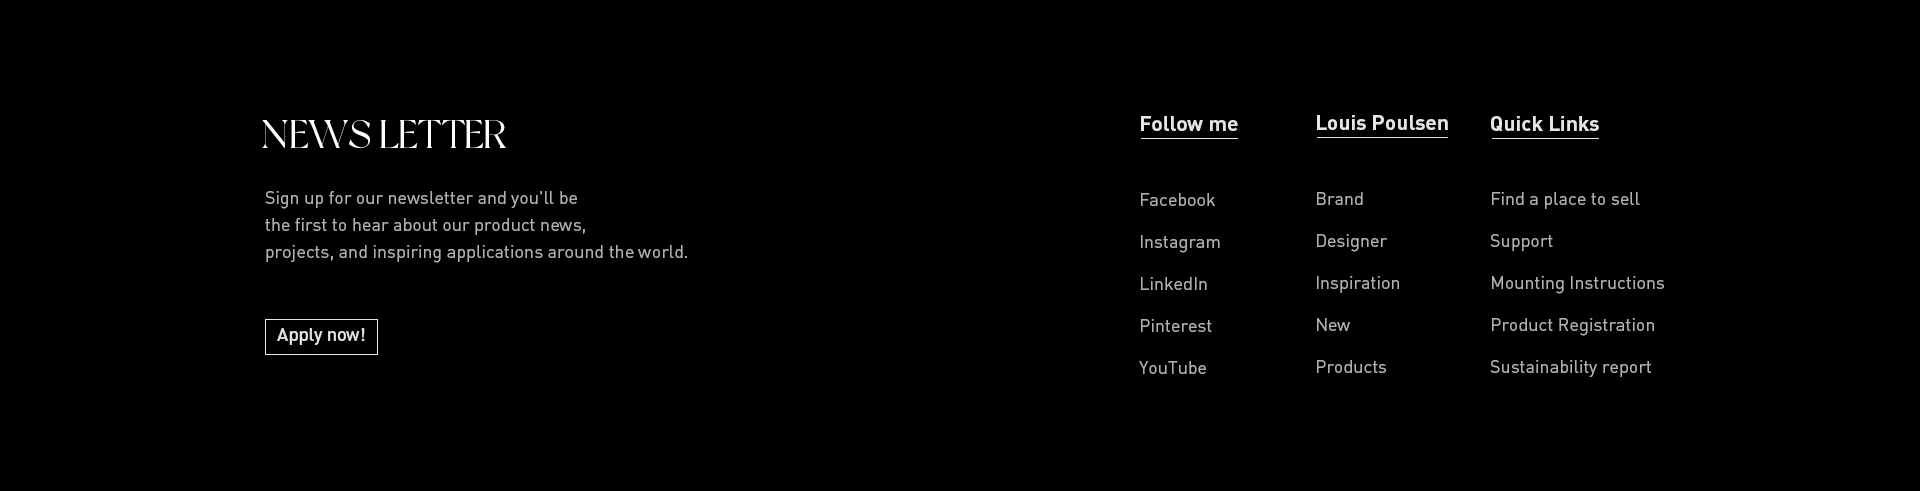 NEWS LETTER
Sign up for our newsletter and you'll be
the first to hear about our product news,
projects, and inspiring applications around the world.
Apply now!
Follow me
Facebook
Instagram
LinkedIn
Pinterest
YouTube
Louis Poulsen
Brand
Designer
Inspiration
New
Products
Quick Links
Find a place to sell
Support
Mounting Instructions
Product Registration
Sustainability report